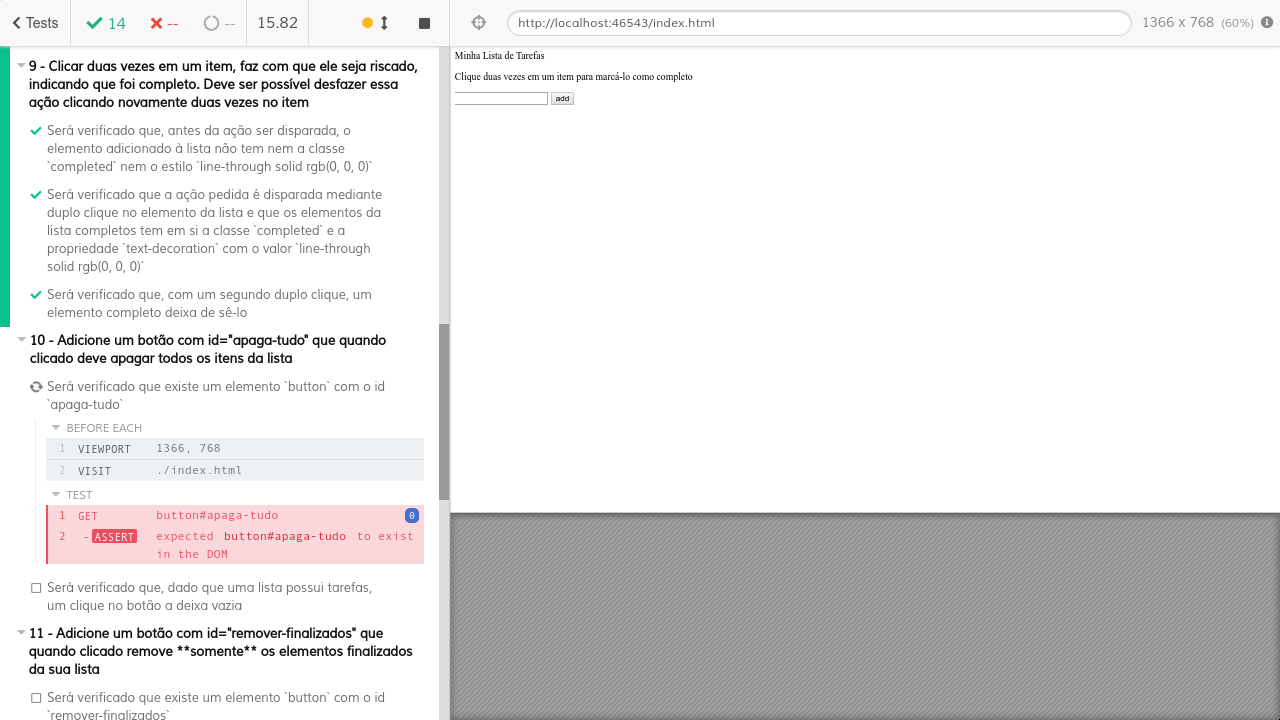 Tests
14
--
--
15.82
http://localhost:46543/index.html
1366 x 768 (60%)
9 - Clicar duas vezes em um item, faz com que ele seja riscado,
indicando que foi completo. Deve ser possível desfazer essa
ação clicando novamente duas vezes no item
Será verificado que, antes da ação ser disparada, o
elemento adicionado à lista não tem nem a classe
`completed` nem o estilo `line-through solid rgb(0, 0, 0)`
Será verificado que a ação pedida é disparada mediante
duplo clique no elemento da lista e que os elementos da
lista completos tem em si a classe `completed` e a
propriedade `text-decoration` com o valor `line-through
solid rgb(0, 0, 0)`
Será verificado que, com um segundo duplo clique, um
elemento completo deixa de sê-lo
10 - Adicione um botão com id="apaga-tudo" que quando
clicado deve apagar todos os itens da lista
Será verificado que existe um elemento `button` com o id
`apaga-tudo`
BEFORE EACH
1 VIEWPORT 1366, 768
2 VISIT ./index.html
TEST
1 GET button#apaga-tudo 0
2 - ASSERT expected button#apaga-tudo to exist
in the DOM
Será verificado que, dado que uma lista possui tarefas,
um clique no botão a deixa vazia
11 - Adicione um botão com id="remover-finalizados" que
quando clicado remove **somente** os elementos finalizados
da sua lista
Será verificado que existe um elemento `button` com o id
`remover-finalizados`
Minha Lista de Tarefas
Clique duas vezes em um item para marcá-lo como completo
add